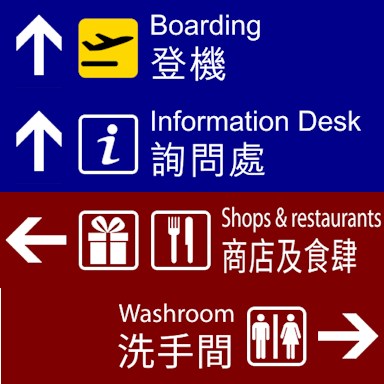 Boarding
登機
Information Desk
詢問處
Shops & restaurants
商店及食肆
Washroom
洗手間